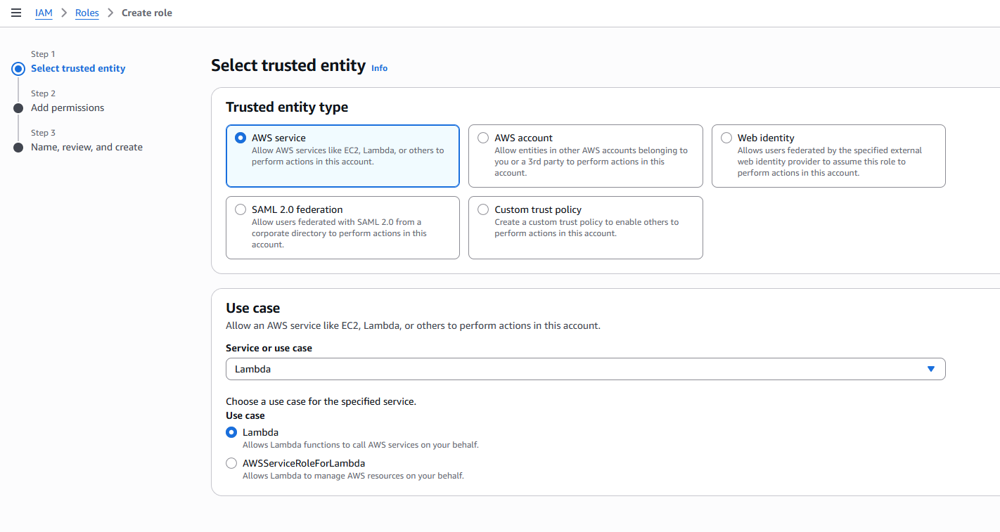 IAM > Roles > Create role
Step 1
Select trusted entity
Step 2
Add permissions
Step 3
Name, review, and create
Select trusted entity Info
Trusted entity type
AWS service
Allow AWS services like EC2, Lambda, or others to
perform actions in this account.
AWS account
Allow entities in other AWS accounts belonging to
you or a 3rd party to perform actions in this
account.
Web identity
Allows users federated by the specified external
web identity provider to assume this role to
perform actions in this account.
SAML 2.0 federation
Allow users federated with SAML 2.0 from a
corporate directory to perform actions in this
account.
Custom trust policy
Create a custom trust policy to enable others to
perform actions in this account.
Use case
Allow an AWS service like EC2, Lambda, or others to perform actions in this account.
Service or use case
Lambda
Choose a use case for the specified service.
Use case
Lambda
Allows Lambda functions to call AWS services on your behalf.
AWSServiceRoleForLambda
Allows Lambda to manage AWS resources on your behalf.